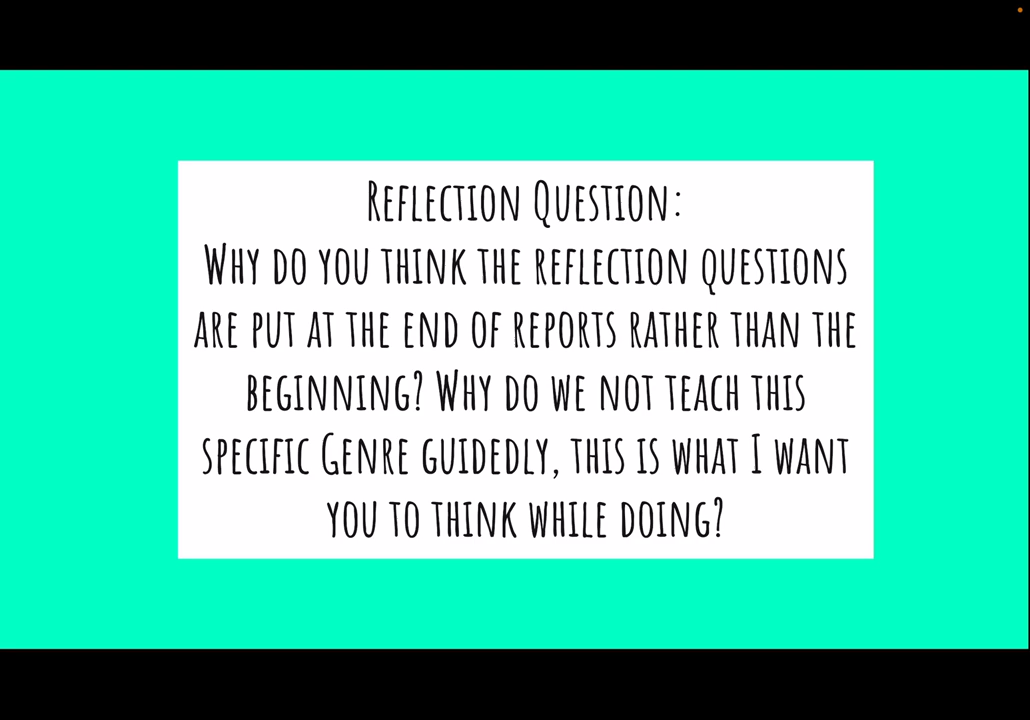 Reflection Question:
Why do you think the reflection questions
are put at the end of reports rather than the
beginning? Why do we not teach this
specific Genre guidedly, this is what I want
you to think while doing?